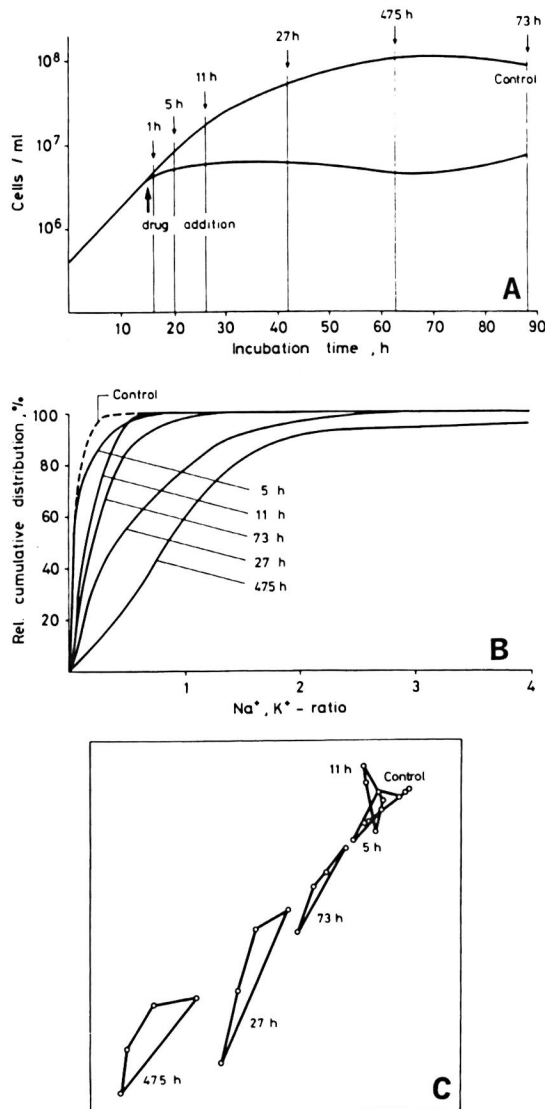 475 h
73 h
27 h
11 h
5 h
1 h
10⁸
10⁷
10⁶
Cells / ml
Control
drug addition
A
10 20 30 40 50 60 70 80 90
Incubation time , h
Control
Rel. cumulative distribution, %
100
80
60
40
20
5 h
11 h
73 h
27 h
475 h
B
1 2 3 4
Na⁺, K⁺ - ratio
11 h
Control
5 h
73 h
27 h
475 h
C